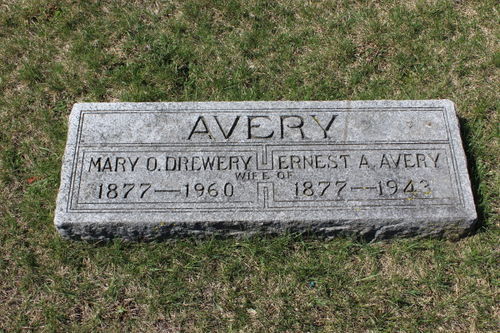 AVERY
MARY O. DREWERY
1877—1960
WIFE OF
ERNEST A. AVERY
1877—1943